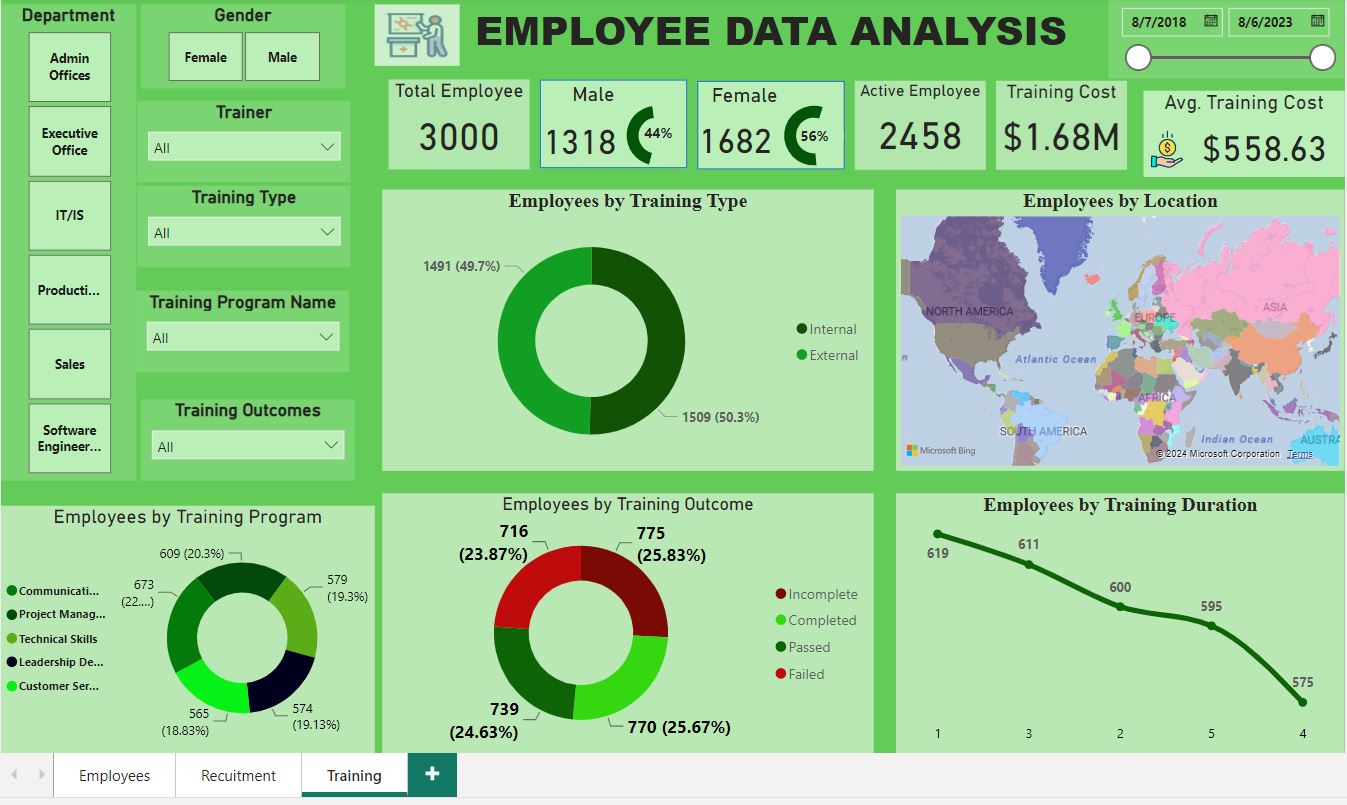 Department
Admin
Offices
Executive
Office
IT/IS
Producti...
Sales
Software
Engineer...
Gender
Female
Male
Trainer
All
Training Type
All
Training Program Name
All
Training Outcomes
All
EMPLOYEE DATA ANALYSIS
8/7/2018
8/6/2023
Total Employee
3000
Male
1318
44%
Female
1682
56%
Active Employee
2458
Training Cost
$1.68M
Avg. Training Cost
$558.63
Employees by Training Type
1491 (49.7%)
1509 (50.3%)
Internal
External
Employees by Location
NORTH AMERICA
EUROPE
ASIA
n
Atlantic Ocean
AFRICA
SOUTH AMERICA
Indian Ocean
AUSTRA
Microsoft Bing
© 2024 Microsoft Corporation Terms
Employees by Training Program
Communicati...
Project Manag...
Technical Skills
Leadership De...
Customer Ser...
609 (20.3%)
673
(22....)
579
(19.3%)
565
(18.83%)
574
(19.13%)
Employees by Training Outcome
716
(23.87%)
775
(25.83%)
739
(24.63%)
770 (25.67%)
Incomplete
Completed
Passed
Failed
Employees by Training Duration
619
611
600
595
575
1
3
2
5
4
Employees
Recuitment
Training
+